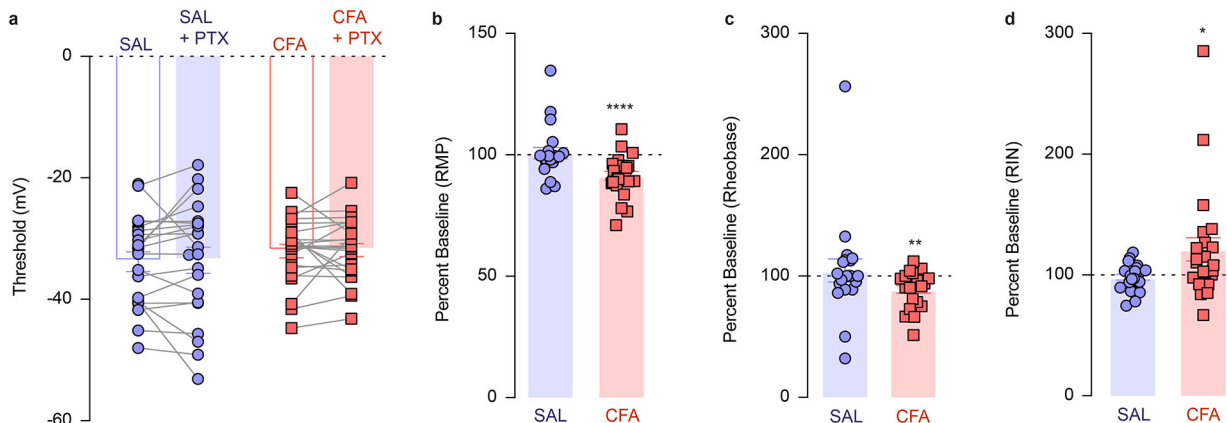 a
SAL
SAL
+ PTX
CFA
CFA
+ PTX
0
-20
-40
-60
Threshold (mV)
b
150
100
50
0
Percent Baseline (RMP)
****
SAL
CFA
c
300
200
100
0
Percent Baseline (Rheobase)
**
SAL
CFA
d
300
200
100
0
Percent Baseline (RIN)
*
SAL
CFA